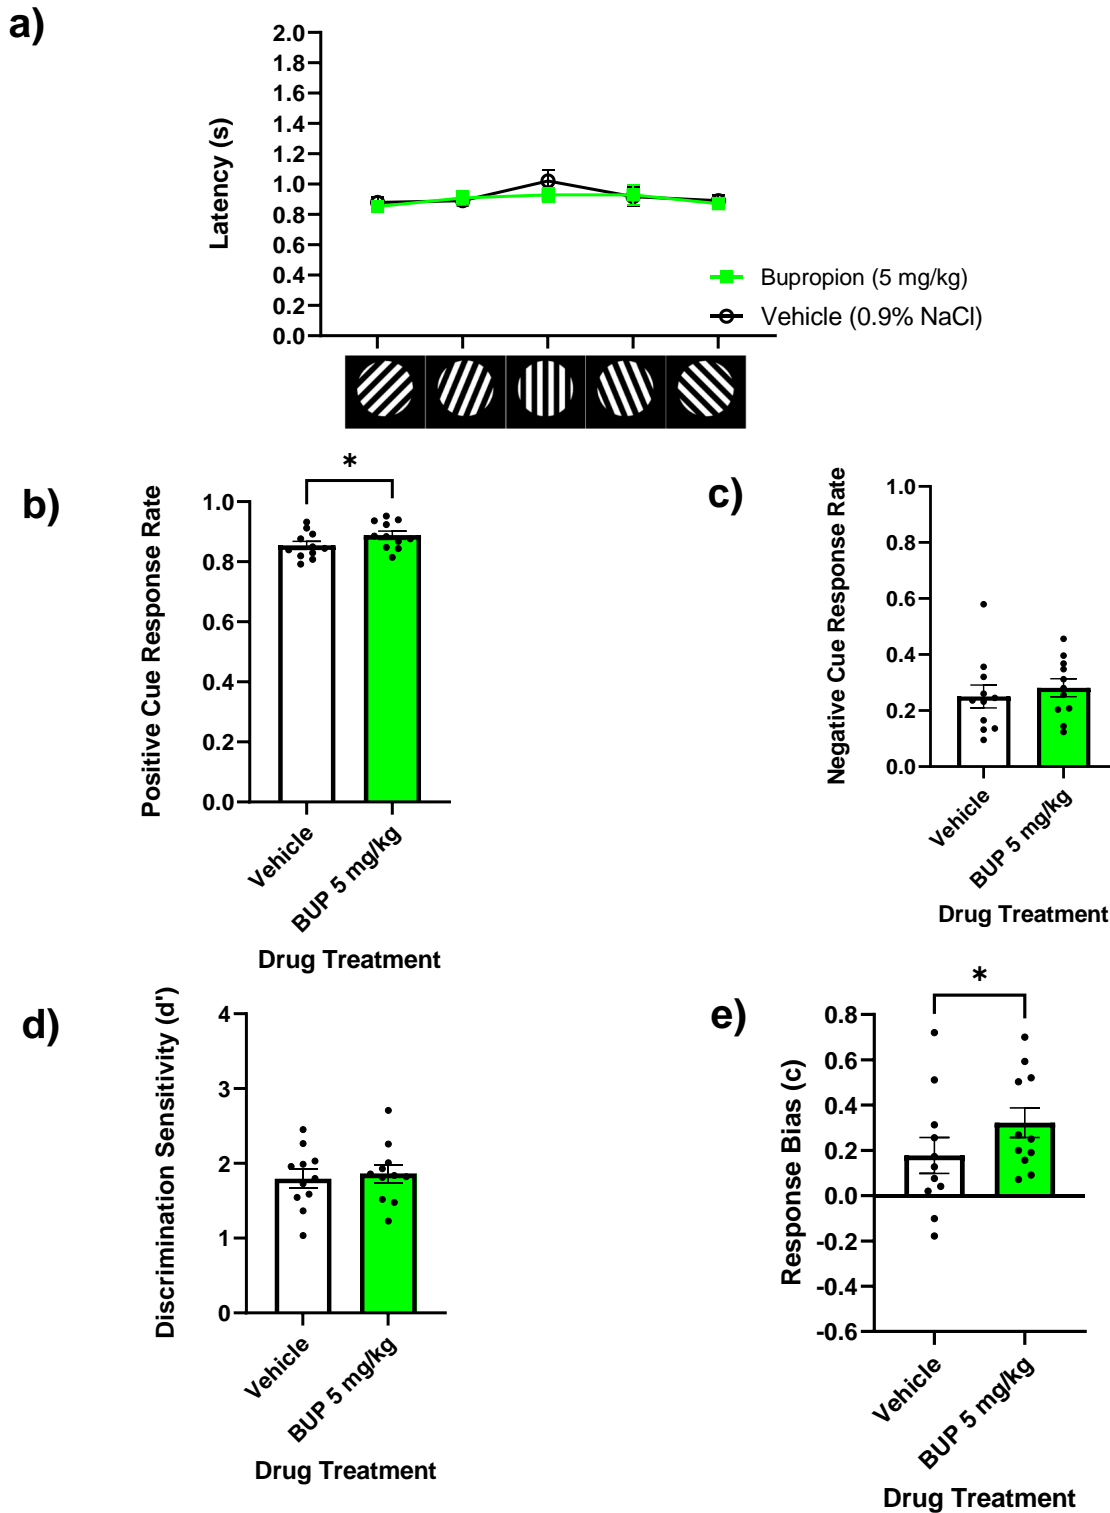 a)
Latency (s)
2.0
1.8
1.6
1.4
1.2
1.0
0.8
0.6
0.4
0.2
0.0
Bupropion (5 mg/kg)
Vehicle (0.9% NaCl)
b)
Positive Cue Response Rate
1.0
0.8
0.6
0.4
0.2
0.0
*
Vehicle
BUP 5 mg/kg
Drug Treatment
c)
Negative Cue Response Rate
1.0
0.8
0.6
0.4
0.2
0.0
Vehicle
BUP 5 mg/kg
Drug Treatment
d)
Discrimination Sensitivity (d')
4
3
2
1
0
Vehicle
BUP 5 mg/kg
Drug Treatment
e)
Response Bias (c)
0.8
0.6
0.4
0.2
0.0
-0.2
-0.4
-0.6
*
Vehicle
BUP 5 mg/kg
Drug Treatment